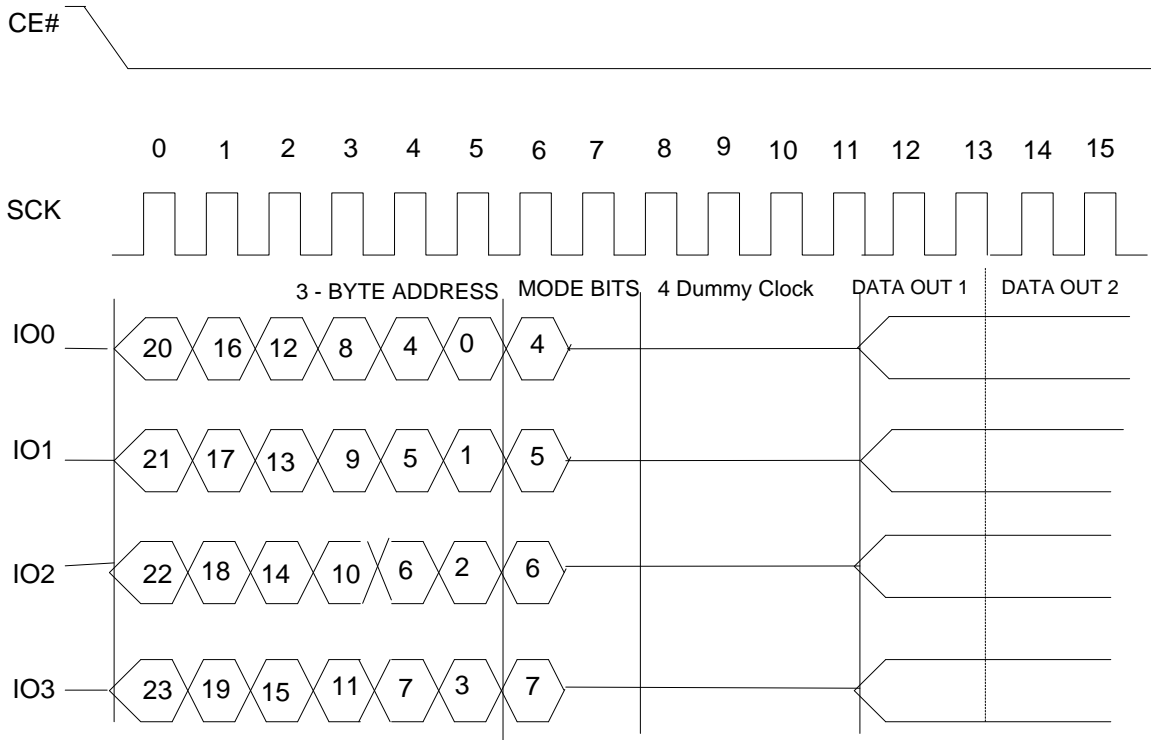 CE#
0 1 2 3 4 5 6 7 8 9 10 11 12 13 14 15
SCK
3 - BYTE ADDRESS MODE BITS 4 Dummy Clock DATA OUT 1 DATA OUT 2
IO0 20 16 12 8 4 0 4
IO1 21 17 13 9 5 1 5
IO2 22 18 14 10 6 2 6
IO3 23 19 15 11 7 3 7